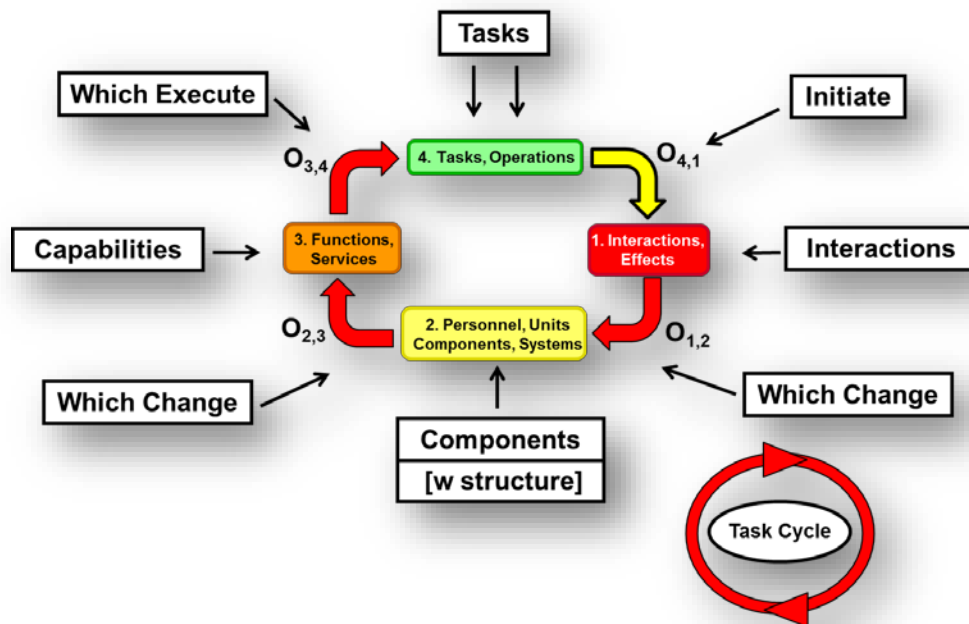 Tasks
Which Execute
Initiate
O3,4
4. Tasks, Operations
O4,1
Capabilities
3. Functions,
Services
1. Interactions,
Effects
Interactions
O2,3
2. Personnel, Units
Components, Systems
O1,2
Which Change
Which Change
Components
[w structure]
Task Cycle